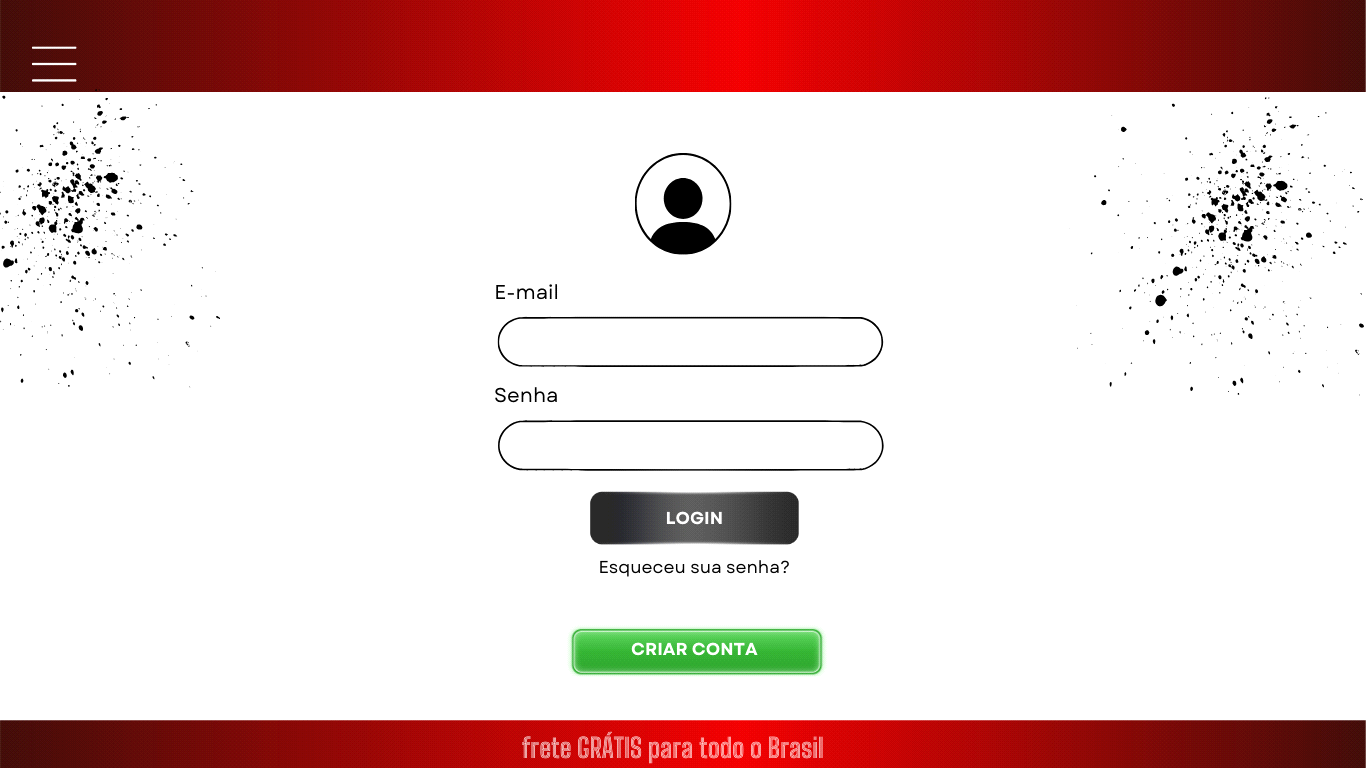 E-mail
Senha
LOGIN
Esqueceu sua senha?
CRIAR CONTA
frete GRÁTIS para todo o Brasil